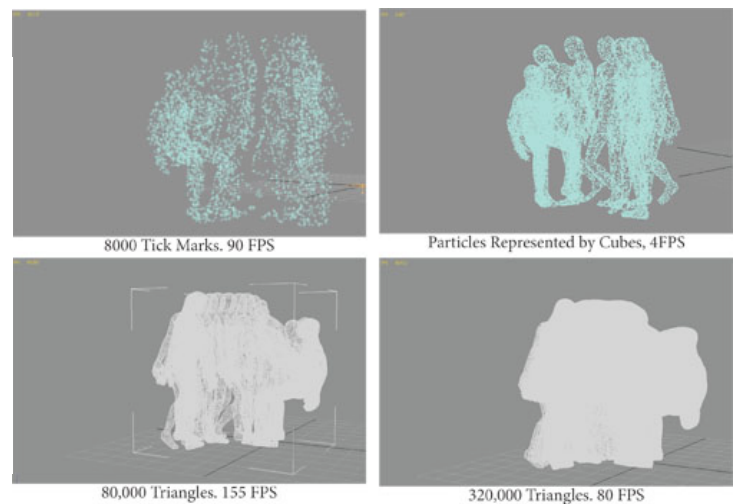 8000 Tick Marks. 90 FPS
Particles Represented by Cubes, 4FPS
80,000 Triangles. 155 FPS
320,000 Triangles. 80 FPS